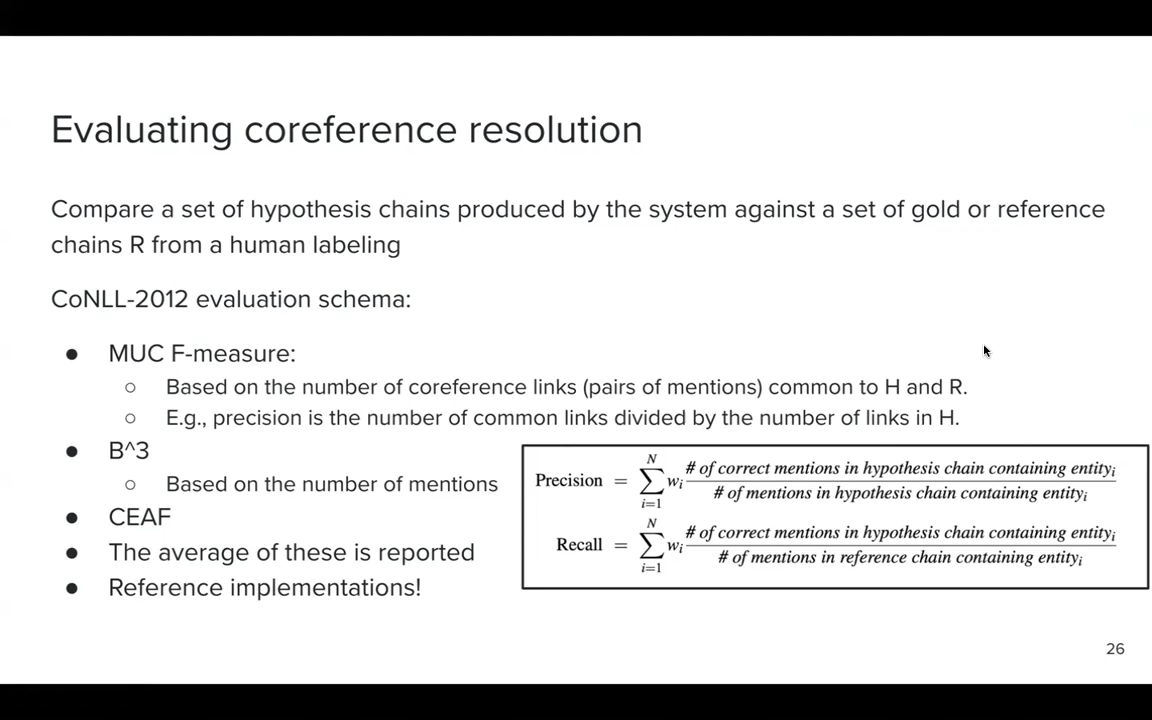 Evaluating coreference resolution
Compare a set of hypothesis chains produced by the system against a set of gold or reference
chains R from a human labeling
CoNLL-2012 evaluation schema:
● MUC F-measure:
○ Based on the number of coreference links (pairs of mentions) common to H and R.
○ E.g., precision is the number of common links divided by the number of links in H.
● B^3
○ Based on the number of mentions
● CEAF
● The average of these is reported
● Reference implementations!
Precision = ∑_{i=1}^{N} w_i # of correct mentions in hypothesis chain containing entity_i / # of mentions in hypothesis chain containing entity_i
Recall = ∑_{i=1}^{N} w_i # of correct mentions in hypothesis chain containing entity_i / # of mentions in reference chain containing entity_i
26